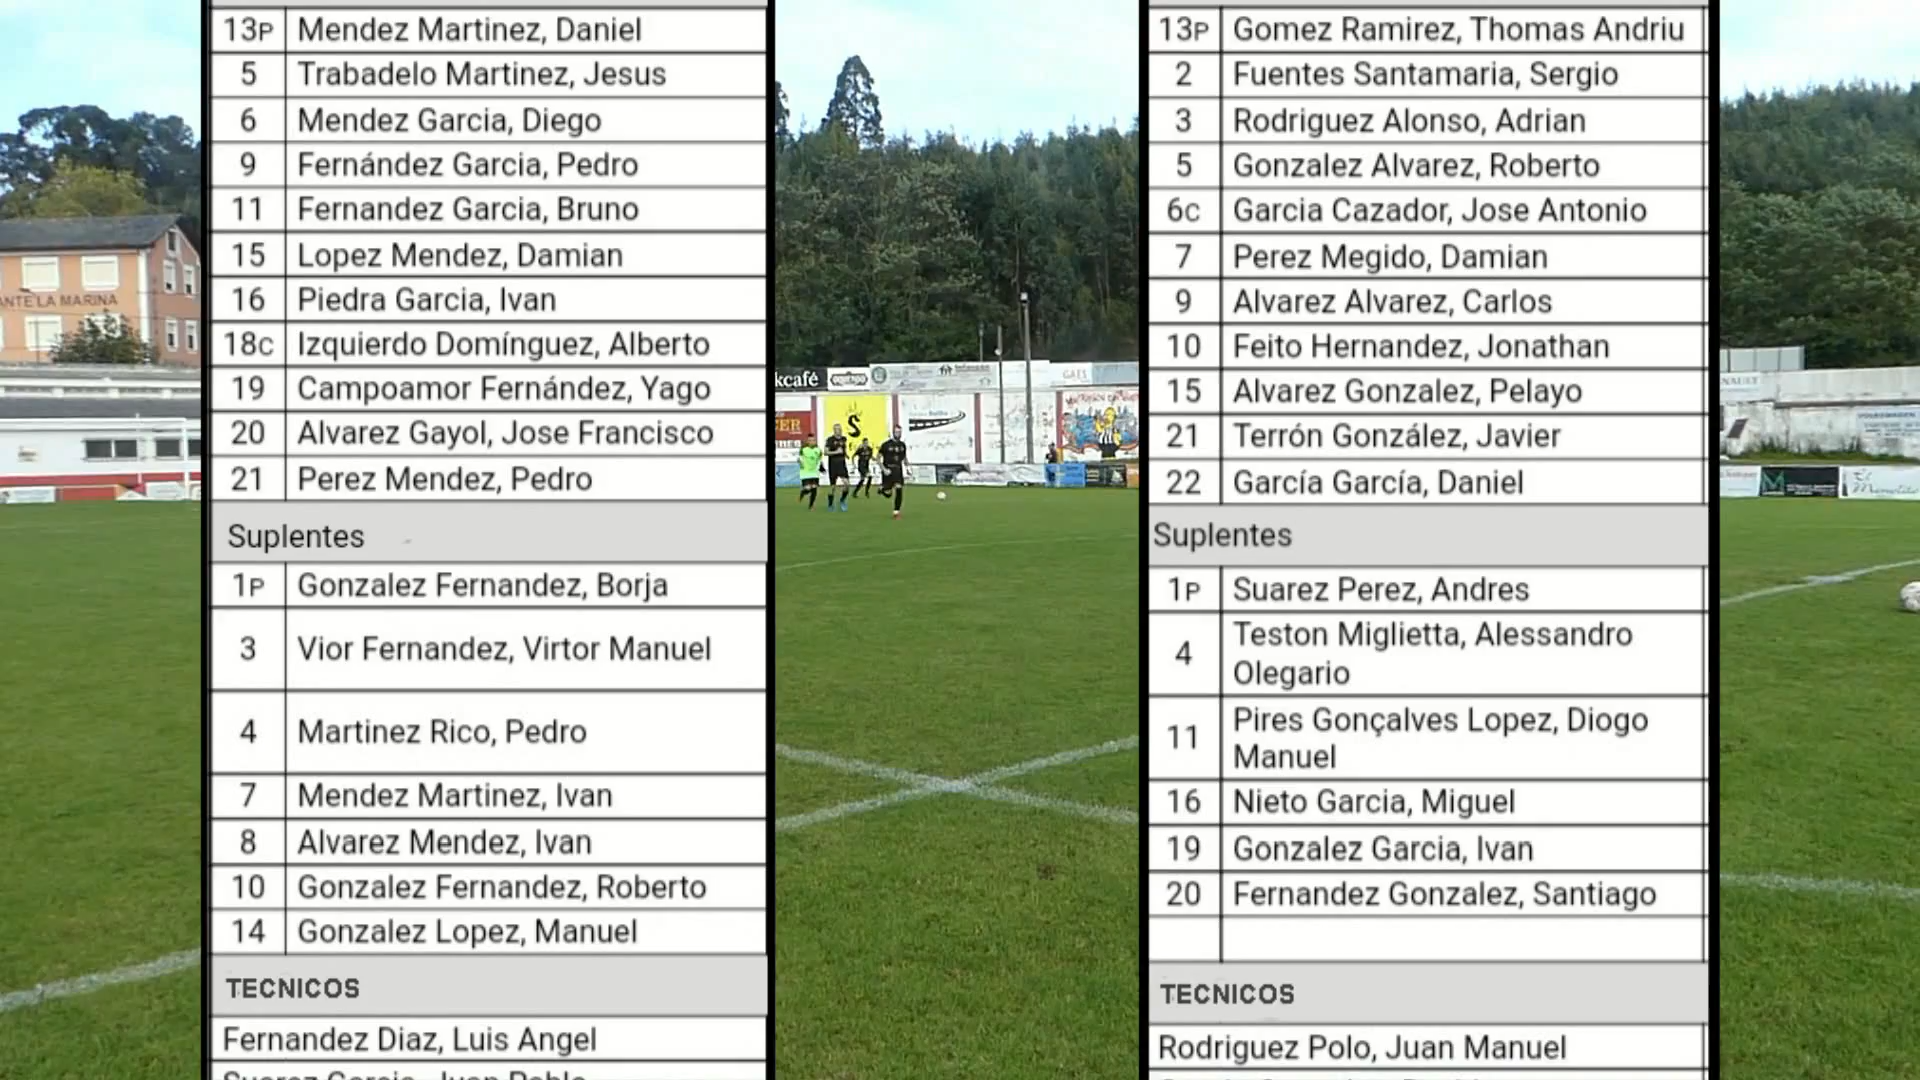 13P Mendez Martinez, Daniel
5 Trabadelo Martinez, Jesus
6 Mendez Garcia, Diego
9 Fernández Garcia, Pedro
11 Fernandez Garcia, Bruno
15 Lopez Mendez, Damian
16 Piedra Garcia, Ivan
18C Izquierdo Domínguez, Alberto
19 Campoamor Fernández, Yago
20 Alvarez Gayol, Jose Francisco
21 Perez Mendez, Pedro
Suplentes
1P Gonzalez Fernandez, Borja
3 Vior Fernandez, Virtor Manuel
4 Martinez Rico, Pedro
7 Mendez Martinez, Ivan
8 Alvarez Mendez, Ivan
10 Gonzalez Fernandez, Roberto
14 Gonzalez Lopez, Manuel
TECNICOS
Fernandez Diaz, Luis Angel
13P Gomez Ramirez, Thomas Andriu
2 Fuentes Santamaria, Sergio
3 Rodriguez Alonso, Adrian
5 Gonzalez Alvarez, Roberto
6C Garcia Cazador, Jose Antonio
7 Perez Megido, Damian
9 Alvarez Alvarez, Carlos
10 Feito Hernandez, Jonathan
15 Alvarez Gonzalez, Pelayo
21 Terrón González, Javier
22 García García, Daniel
Suplentes
1P Suarez Perez, Andres
4 Teston Miglietta, Alessandro
Olegario
11 Pires Gonçalves Lopez, Diogo
Manuel
16 Nieto Garcia, Miguel
19 Gonzalez Garcia, Ivan
20 Fernandez Gonzalez, Santiago
TECNICOS
Rodriguez Polo, Juan Manuel
ANTE LA MARINA
kcafé
GAES